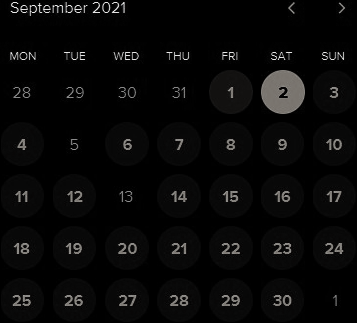 September 2021
MON TUE WED THU FRI SAT SUN
28 29 30 31 1 2 3
4 5 6 7 8 9 10
11 12 13 14 15 16 17
18 19 20 21 22 23 24
25 26 27 28 29 30 1